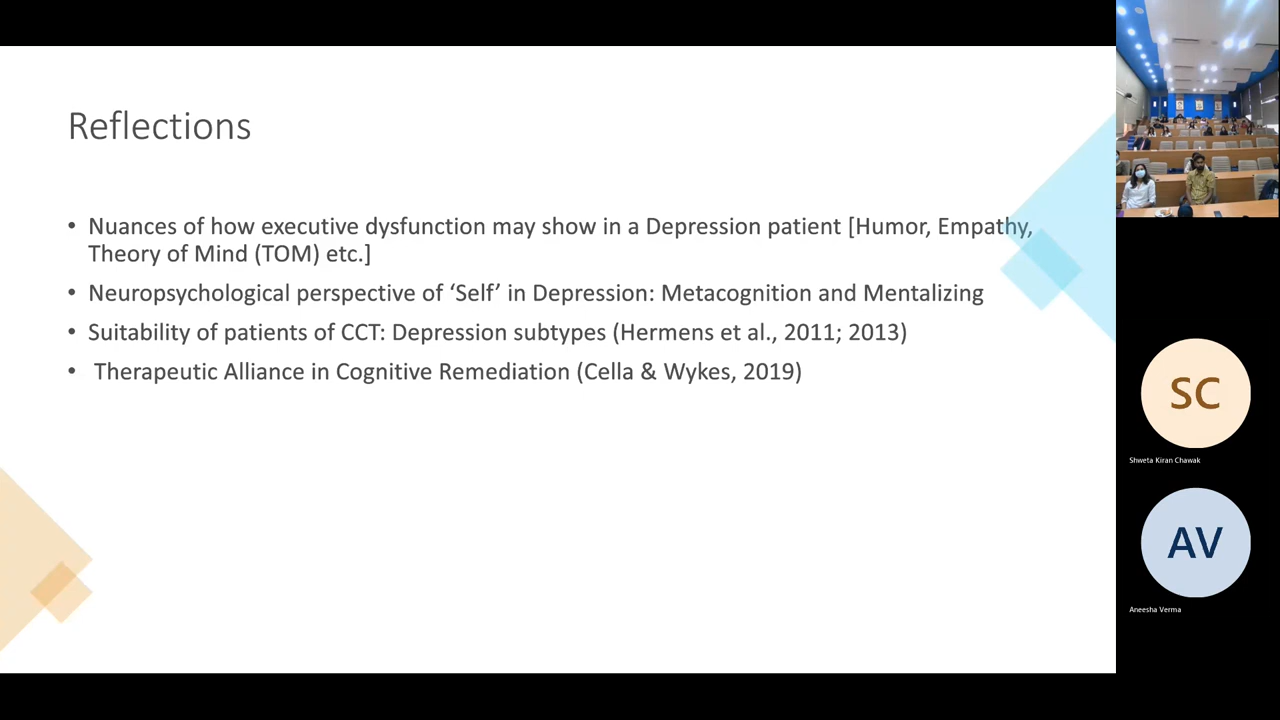 Reflections
• Nuances of how executive dysfunction may show in a Depression patient [Humor, Empathy,
Theory of Mind (TOM) etc.]
• Neuropsychological perspective of ‘Self’ in Depression: Metacognition and Mentalizing
• Suitability of patients of CCT: Depression subtypes (Hermens et al., 2011; 2013)
• Therapeutic Alliance in Cognitive Remediation (Cella & Wykes, 2019)
SC
Shweta Kiran Chawak
AV
Aneesha Verma